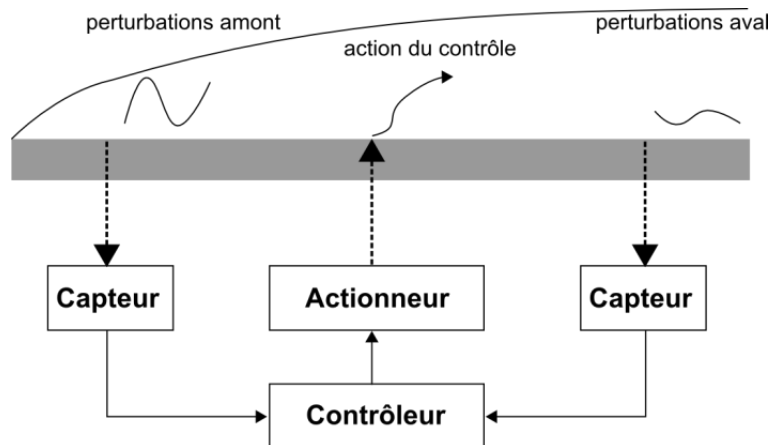 perturbations amont
perturbations aval
action du contrôle
Capteur
Actionneur
Capteur
Contrôleur